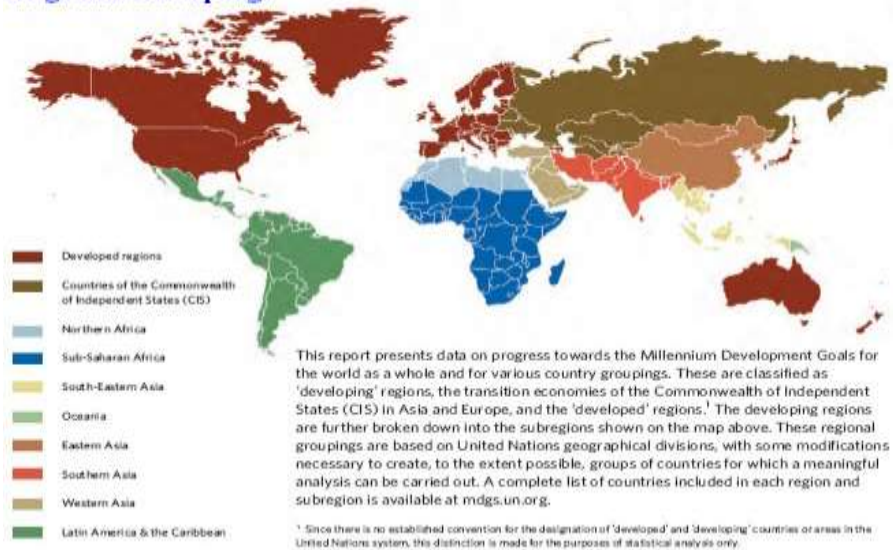 Developed regions
Countries of the Commonwealth
of Independent States (CIS)
Northern Africa
Sub-Saharan Africa
South-Eastern Asia
Oceania
Eastern Asia
Southern Asia
Western Asia
Latin America & the Caribbean
This report presents data on progress towards the Millennium Development Goals for
the world as a whole and for various country groupings. These are classified as
'developing' regions, the transition economies of the Commonwealth of Independent
States (CIS) in Asia and Europe, and the 'developed' regions.¹ The developing regions
are further broken down into the subregions shown on the map above. These regional
groupings are based on United Nations geographical divisions, with some modifications
necessary to create, to the extent possible, groups of countries for which a meaningful
analysis can be carried out. A complete list of countries included in each region and
subregion is available at mdgs.un.org.
¹ Since there is no established convention for the designation of 'developed' and 'developing' countries or areas in the
United Nations system, this distinction is made for the purposes of statistical analysis only.